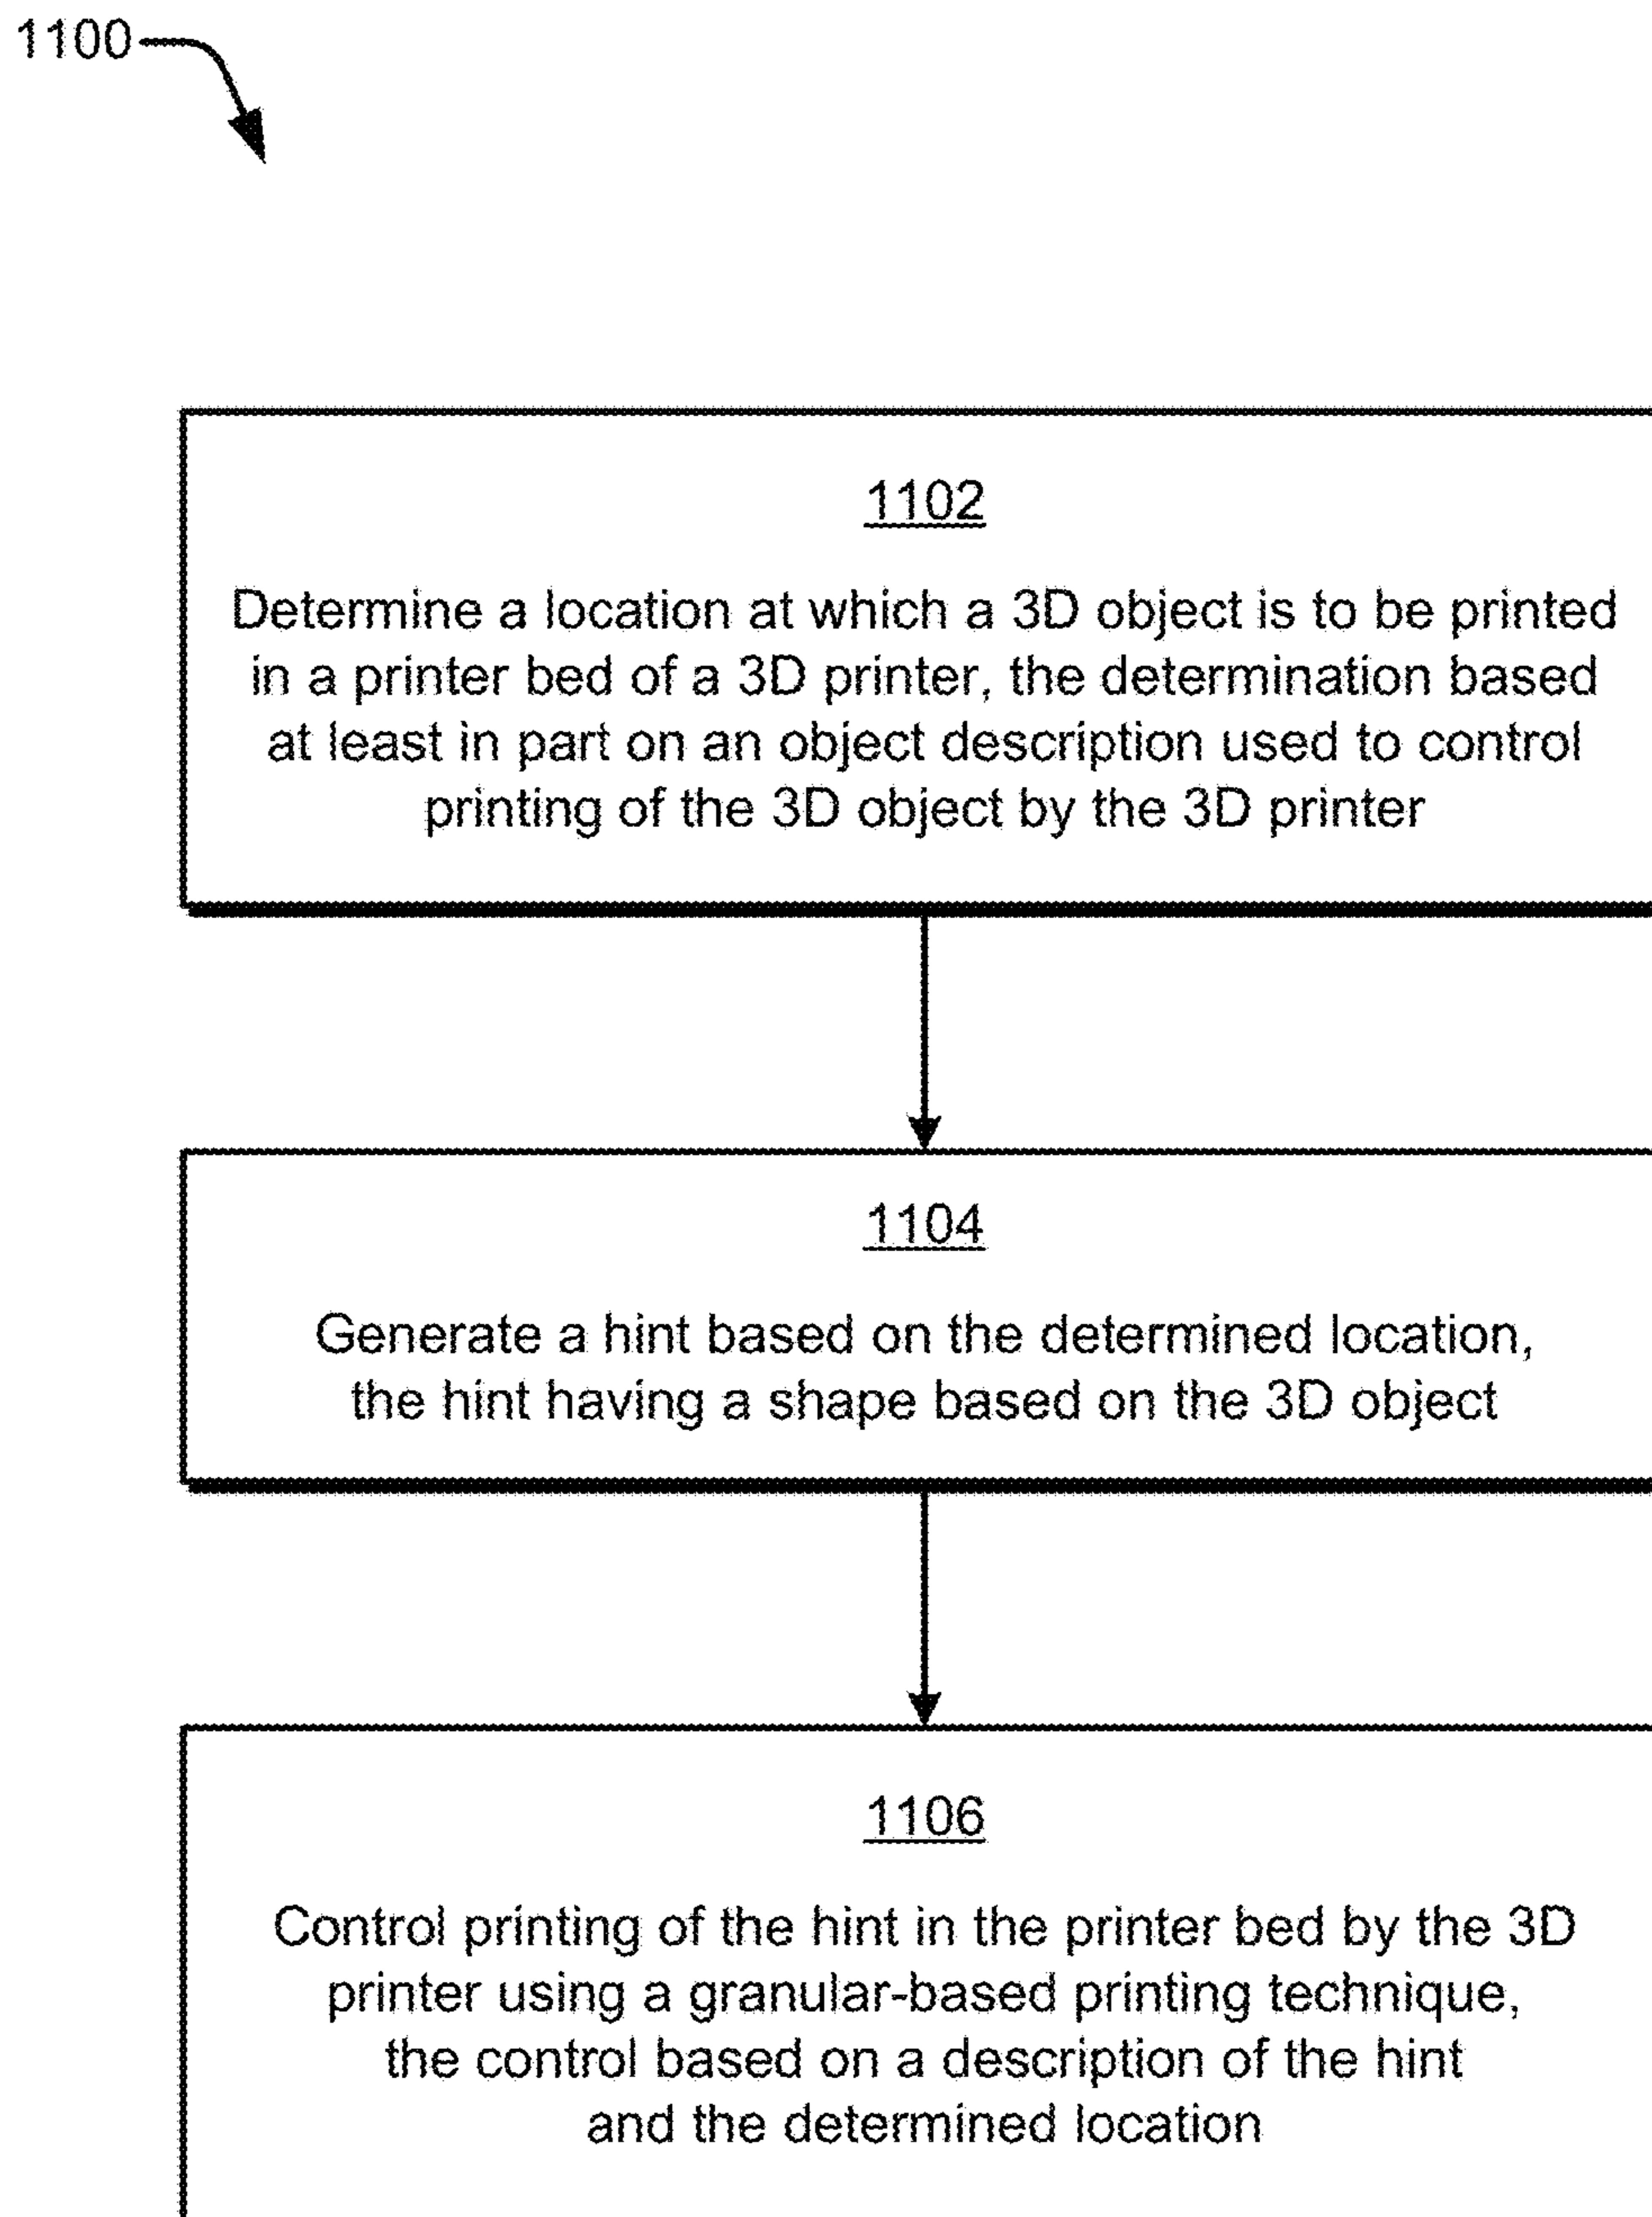 1100
1102
Determine a location at which a 3D object is to be printed
in a printer bed of a 3D printer, the determination based
at least in part on an object description used to control
printing of the 3D object by the 3D printer
1104
Generate a hint based on the determined location,
the hint having a shape based on the 3D object
1106
Control printing of the hint in the printer bed by the 3D
printer using a granular-based printing technique,
the control based on a description of the hint
and the determined location